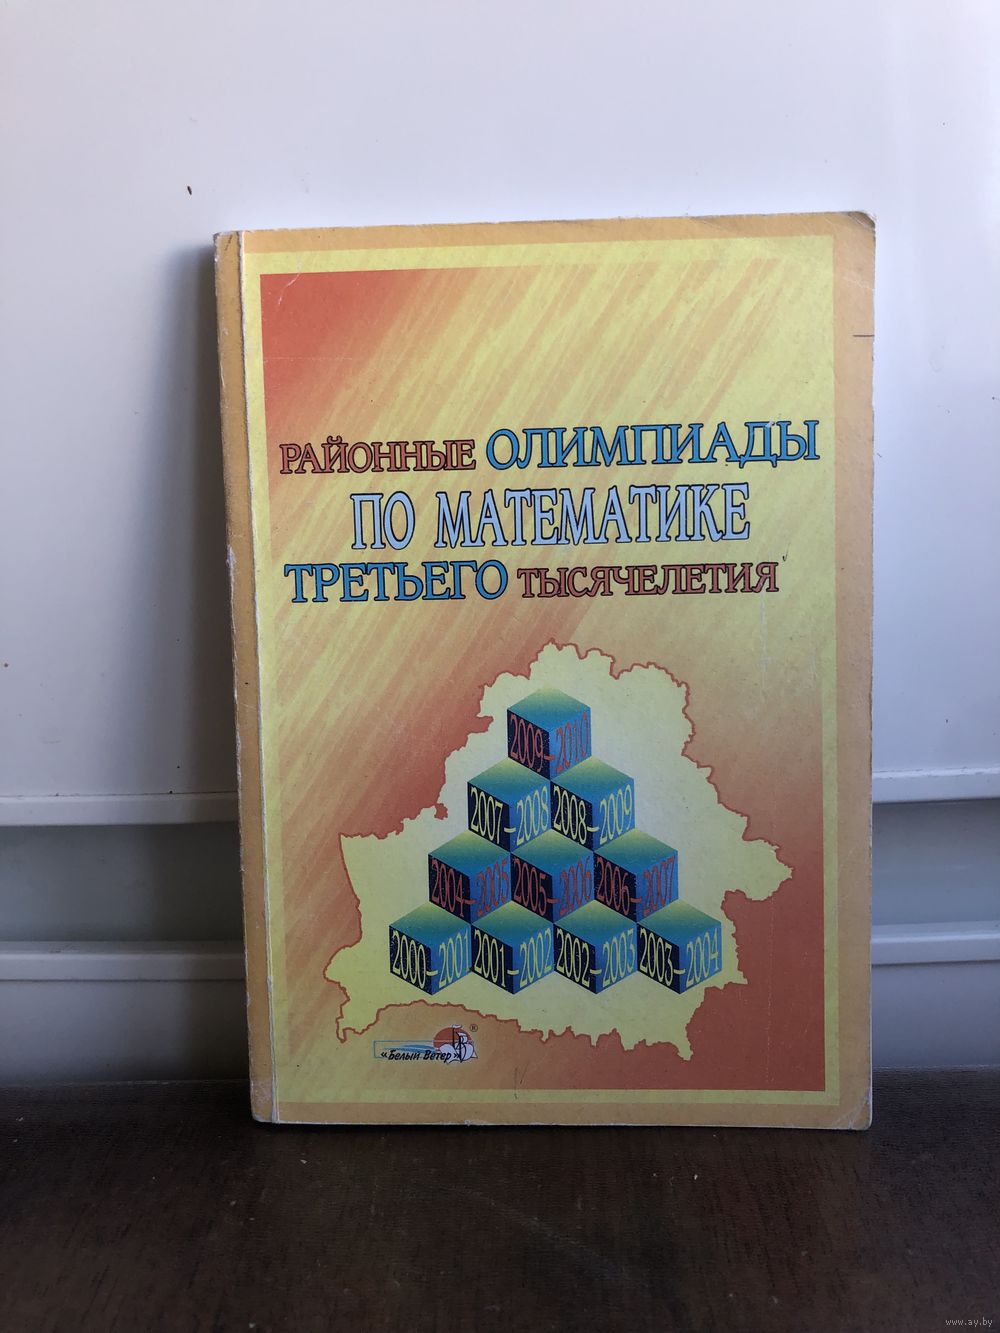 РАЙОННЫЕ ОЛИМПИАДЫ
ПО МАТЕМАТИКЕ
ТРЕТЬЕГО ТЫСЯЧЕЛЕТИЯ
2009–2010
2007–2008 2008–2009
2004–2005 2005–2006 2006–2007
2000–2001 2001–2002 2002–2003 2003–2004
«Белый Ветер» ®
www.ay.by